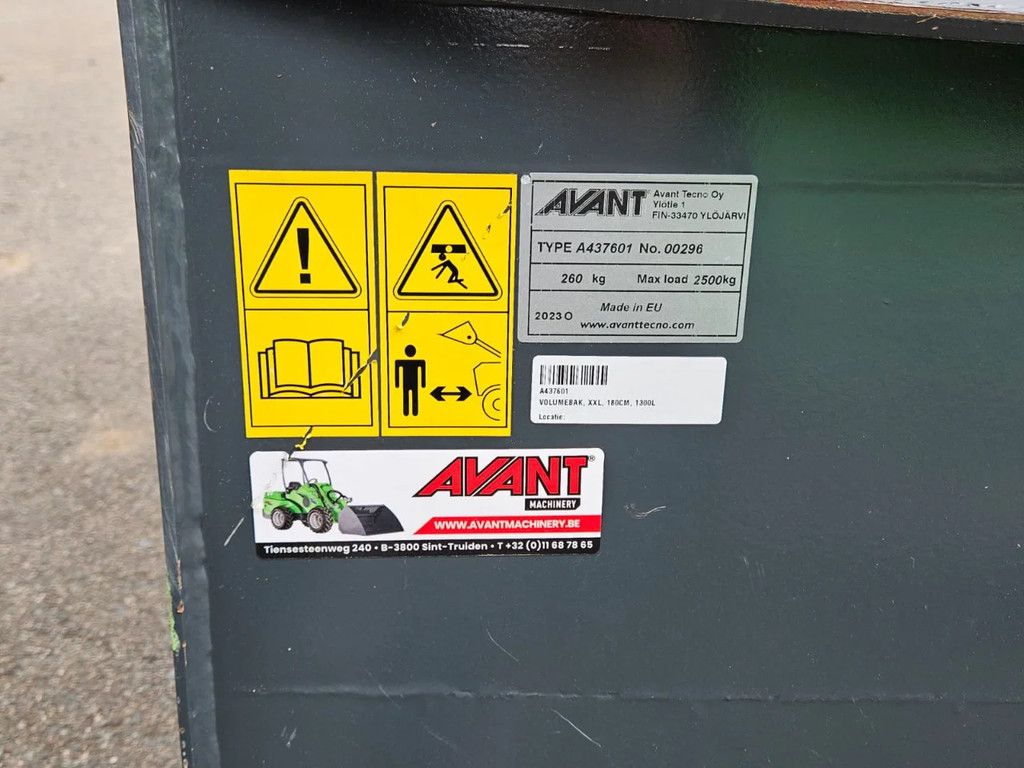 AVANT
Avant Tecno Oy
Ylötie 1
FIN-33470 YLÖJÄRVI
TYPE A437601 No. 00296
260 kg Max load 2500kg
Made in EU
2023 O
www.avanttecno.com
A437601
VOLUMEBAK, XXL, 180CM, 1300L
Locatie:
AVANT®
MACHINERY
WWW.AVANTMACHINERY.BE
Tiensesteenweg 240 • B-3800 Sint-Truiden • T +32 (0)11 68 78 65